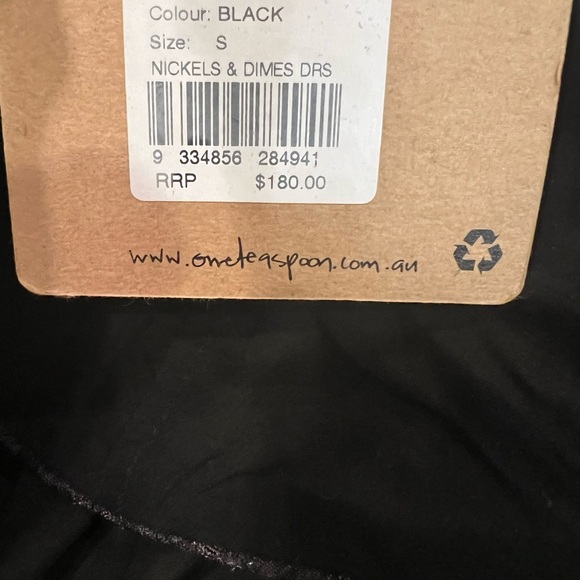 Colour: BLACK
Size: S
NICKELS & DIMES DRS
9 334856 284941
RRP $180.00
www.oneteaspoon.com.au